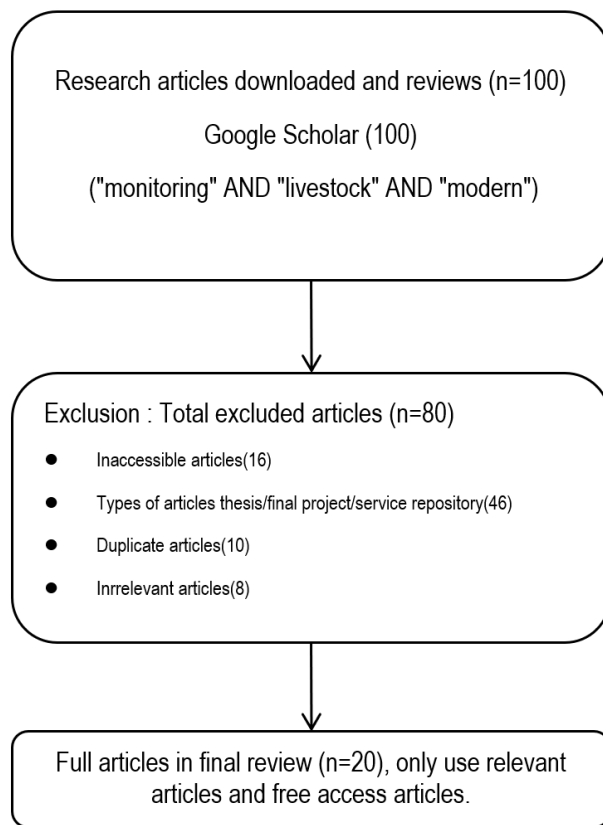 Research articles downloaded and reviews (n=100)
Google Scholar (100)
("monitoring" AND "livestock" AND "modern")
Exclusion : Total excluded articles (n=80)
● Inaccessible articles(16)
● Types of articles thesis/final project/service repository(46)
● Duplicate articles(10)
● Inrrelevant articles(8)
Full articles in final review (n=20), only use relevant
articles and free access articles.